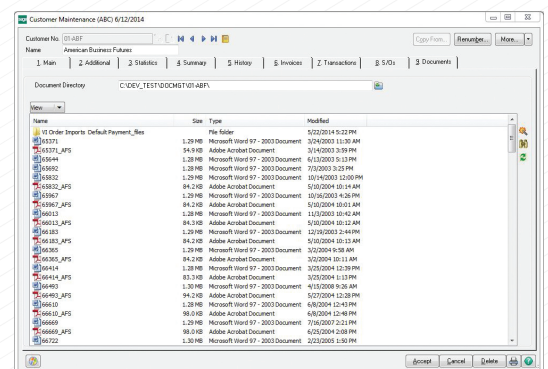 Customer Maintenance (ABC) 6/12/2014
Customer No. 01-ABF Copy From... Renumber... More...
Name American Business Futures
1. Main 2. Additional 3. Statistics 4. Summary 5. History 6. Invoices 7. Transactions 8. S/Os 9. Documents
Document Directory C:\DEV_TEST\DOCMGT\01-ABF\
View
Name Size Type Modified
VI Order Imports Default Payment_files File folder 5/22/2014 5:22 PM
65371 1.29 MB Microsoft Word 97 - 2003 Document 3/24/2003 11:30 AM
65371_AFS 54.9 KB Adobe Acrobat Document 3/14/2003 3:59 PM
65644 1.28 MB Microsoft Word 97 - 2003 Document 6/13/2003 5:13 PM
65692 1.28 MB Microsoft Word 97 - 2003 Document 7/3/2003 3:25 PM
65832 1.29 MB Microsoft Word 97 - 2003 Document 10/14/2003 12:00 PM
65832_AFS 84.2 KB Adobe Acrobat Document 5/10/2004 10:14 AM
65967 1.29 MB Microsoft Word 97 - 2003 Document 10/16/2003 4:26 PM
65967_AFS 84.2 KB Adobe Acrobat Document 5/10/2004 10:01 AM
66013 1.28 MB Microsoft Word 97 - 2003 Document 11/3/2003 10:42 AM
66013_AFS 84.3 KB Adobe Acrobat Document 5/10/2004 10:12 AM
66183 1.29 MB Microsoft Word 97 - 2003 Document 12/19/2003 2:44 PM
66183_AFS 84.2 KB Adobe Acrobat Document 5/10/2004 10:13 AM
66365 1.29 MB Microsoft Word 97 - 2003 Document 3/2/2004 9:58 AM
66365_AFS 84.2 KB Adobe Acrobat Document 3/2/2004 10:11 AM
66414 1.28 MB Microsoft Word 97 - 2003 Document 3/25/2004 12:39 PM
66414_AFS 83.3 KB Adobe Acrobat Document 3/25/2004 1:13 PM
66493 1.30 MB Microsoft Word 97 - 2003 Document 4/15/2008 9:26 AM
66493_AFS 94.2 KB Adobe Acrobat Document 5/27/2004 12:28 PM
66610 1.28 MB Microsoft Word 97 - 2003 Document 6/8/2004 12:43 PM
66610_AFS 98.0 KB Adobe Acrobat Document 6/8/2004 12:48 PM
66669 1.29 MB Microsoft Word 97 - 2003 Document 7/16/2007 2:21 PM
66669_AFS 98.0 KB Adobe Acrobat Document 6/25/2004 2:08 PM
66722 1.30 MB Microsoft Word 97 - 2003 Document 2/23/2005 1:50 PM
Accept Cancel Delete